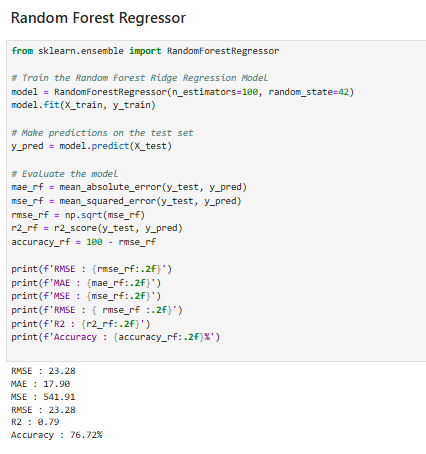 Random Forest Regressor
from sklearn.ensemble import RandomForestRegressor
# Train the Random Forest Ridge Regression Model
model = RandomForestRegressor(n_estimators=100, random_state=42)
model.fit(X_train, y_train)
# Make predictions on the test set
y_pred = model.predict(X_test)
# Evaluate the model
mae_rf = mean_absolute_error(y_test, y_pred)
mse_rf = mean_squared_error(y_test, y_pred)
rmse_rf = np.sqrt(mse_rf)
r2_rf = r2_score(y_test, y_pred)
accuracy_rf = 100 - rmse_rf
print(f'RMSE : {rmse_rf:.2f}')
print(f'MAE : {mae_rf:.2f}')
print(f'MSE : {mse_rf:.2f}')
print(f'RMSE : { rmse_rf :.2f}')
print(f'R2 : {r2_rf:.2f}')
print(f'Accuracy : {accuracy_rf:.2f}%')
RMSE : 23.28
MAE : 17.90
MSE : 541.91
RMSE : 23.28
R2 : 0.79
Accuracy : 76.72%